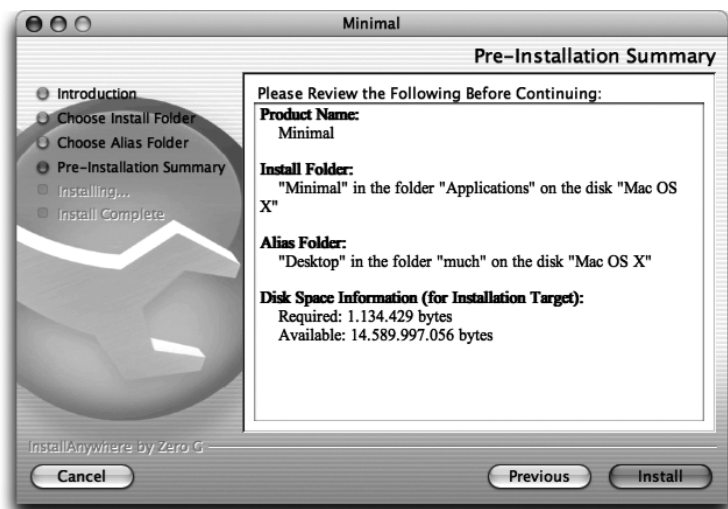 Minimal
Pre-Installation Summary
Introduction
Choose Install Folder
Choose Alias Folder
Pre-Installation Summary
Installing...
Install Complete
Please Review the Following Before Continuing:
Product Name:
Minimal
Install Folder:
"Minimal" in the folder "Applications" on the disk "Mac OS
X"
Alias Folder:
"Desktop" in the folder "much" on the disk "Mac OS X"
Disk Space Information (for Installation Target):
Required: 1.134.429 bytes
Available: 14.589.997.056 bytes
InstallAnywhere by Zero G
Cancel
Previous
Install